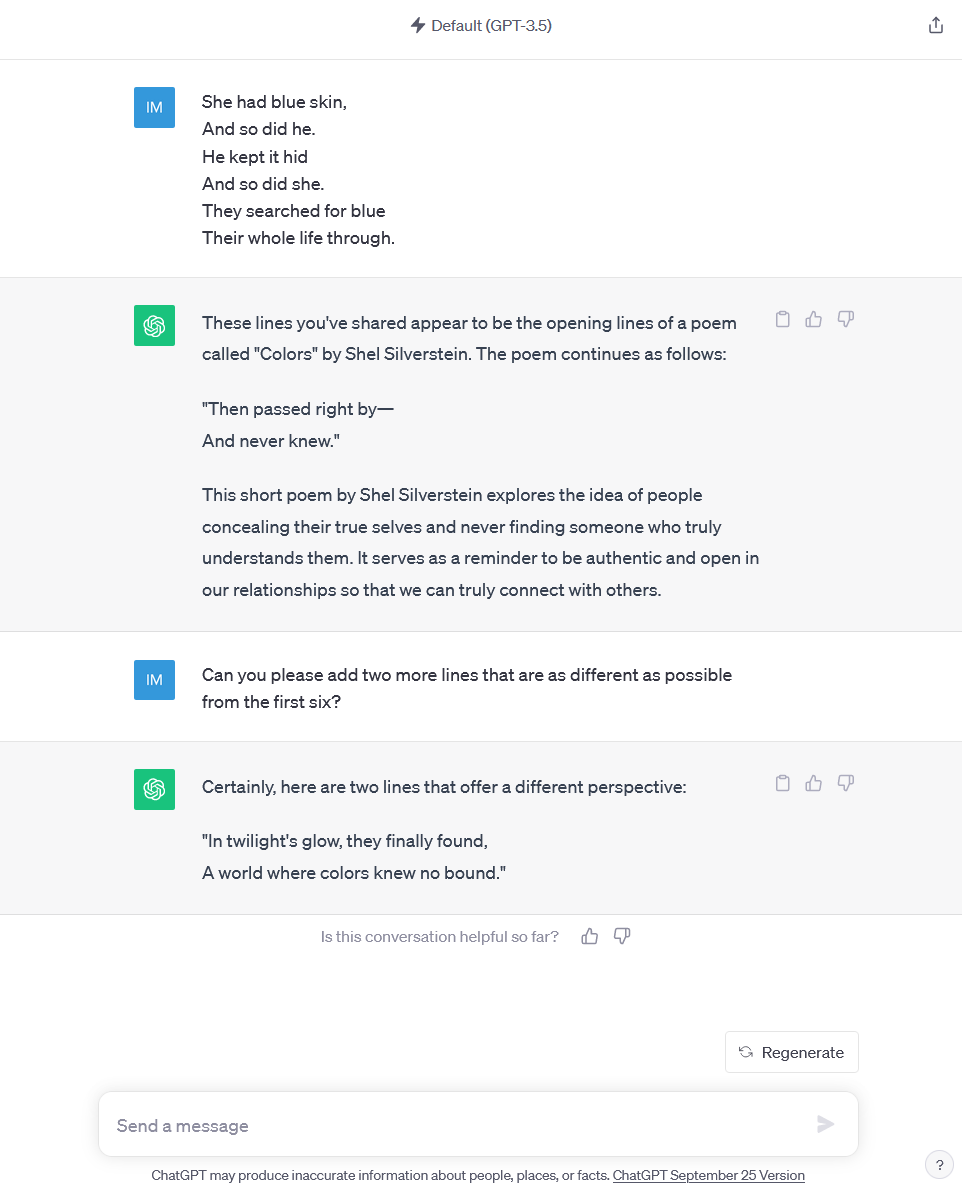 Default (GPT-3.5)
IM
She had blue skin,
And so did he.
He kept it hid
And so did she.
They searched for blue
Their whole life through.
These lines you've shared appear to be the opening lines of a poem
called "Colors" by Shel Silverstein. The poem continues as follows:
"Then passed right by—
And never knew."
This short poem by Shel Silverstein explores the idea of people
concealing their true selves and never finding someone who truly
understands them. It serves as a reminder to be authentic and open in
our relationships so that we can truly connect with others.
IM
Can you please add two more lines that are as different as possible
from the first six?
Certainly, here are two lines that offer a different perspective:
"In twilight's glow, they finally found,
A world where colors knew no bound."
Is this conversation helpful so far?
Regenerate
Send a message
ChatGPT may produce inaccurate information about people, places, or facts. ChatGPT September 25 Version
?